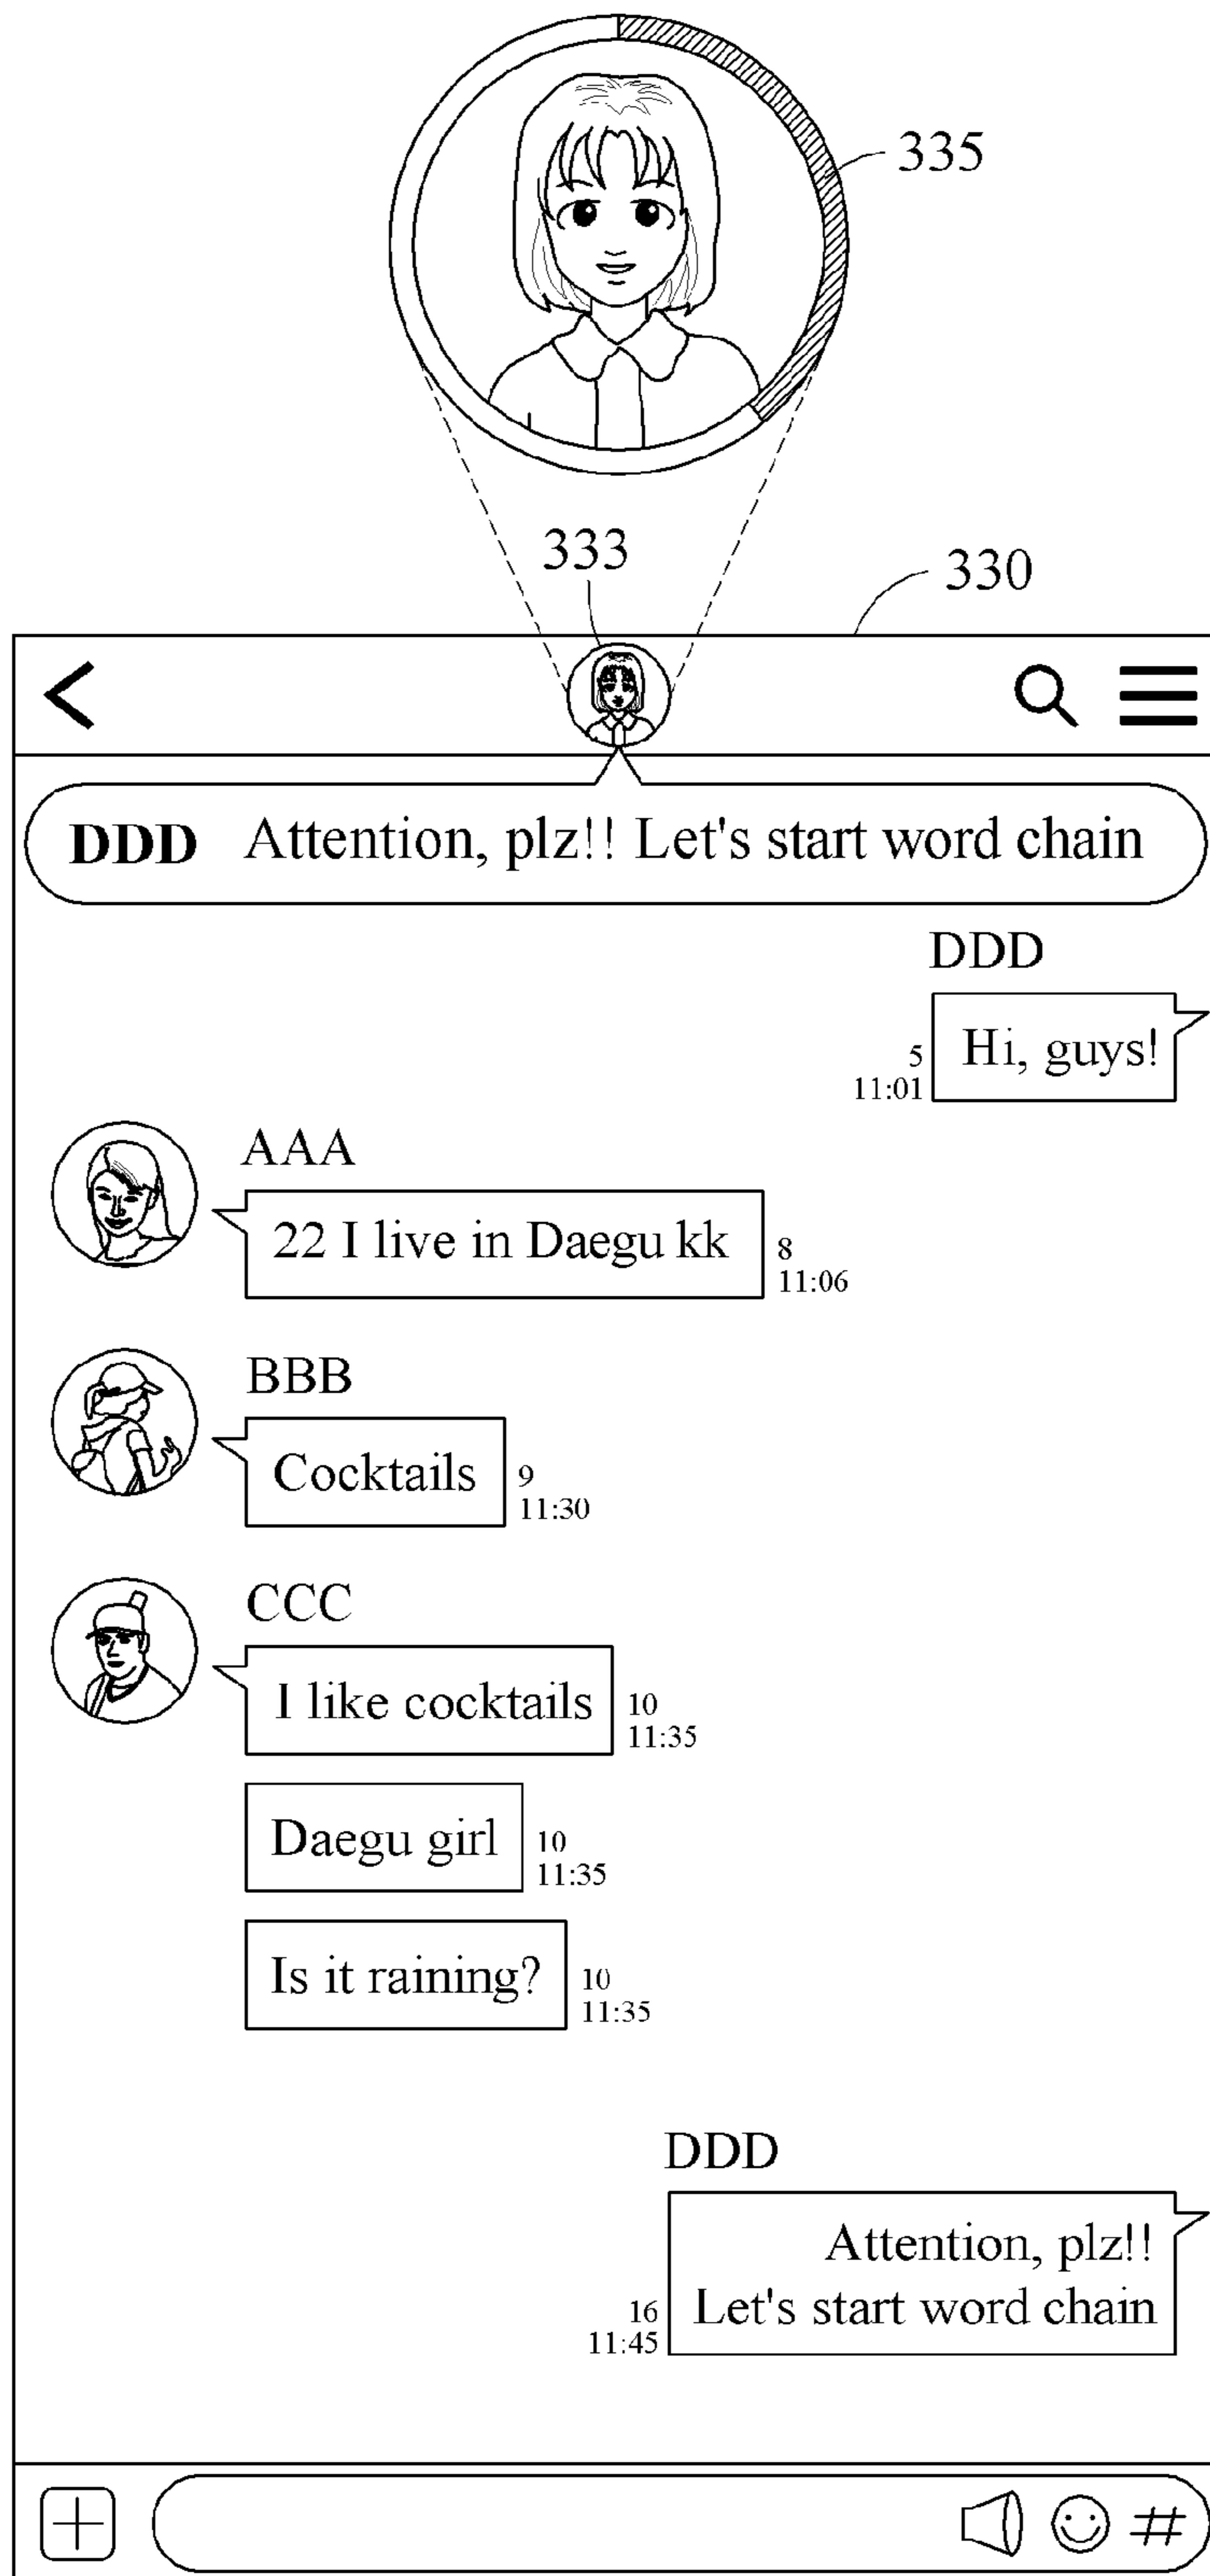 335
333
330
DDD Attention, plz!! Let's start word chain
DDD
Hi, guys!
5
11:01
AAA
22 I live in Daegu kk
8
11:06
BBB
Cocktails
9
11:30
CCC
I like cocktails
10
11:35
Daegu girl
10
11:35
Is it raining?
10
11:35
DDD
Attention, plz!!
Let's start word chain
16
11:45
#